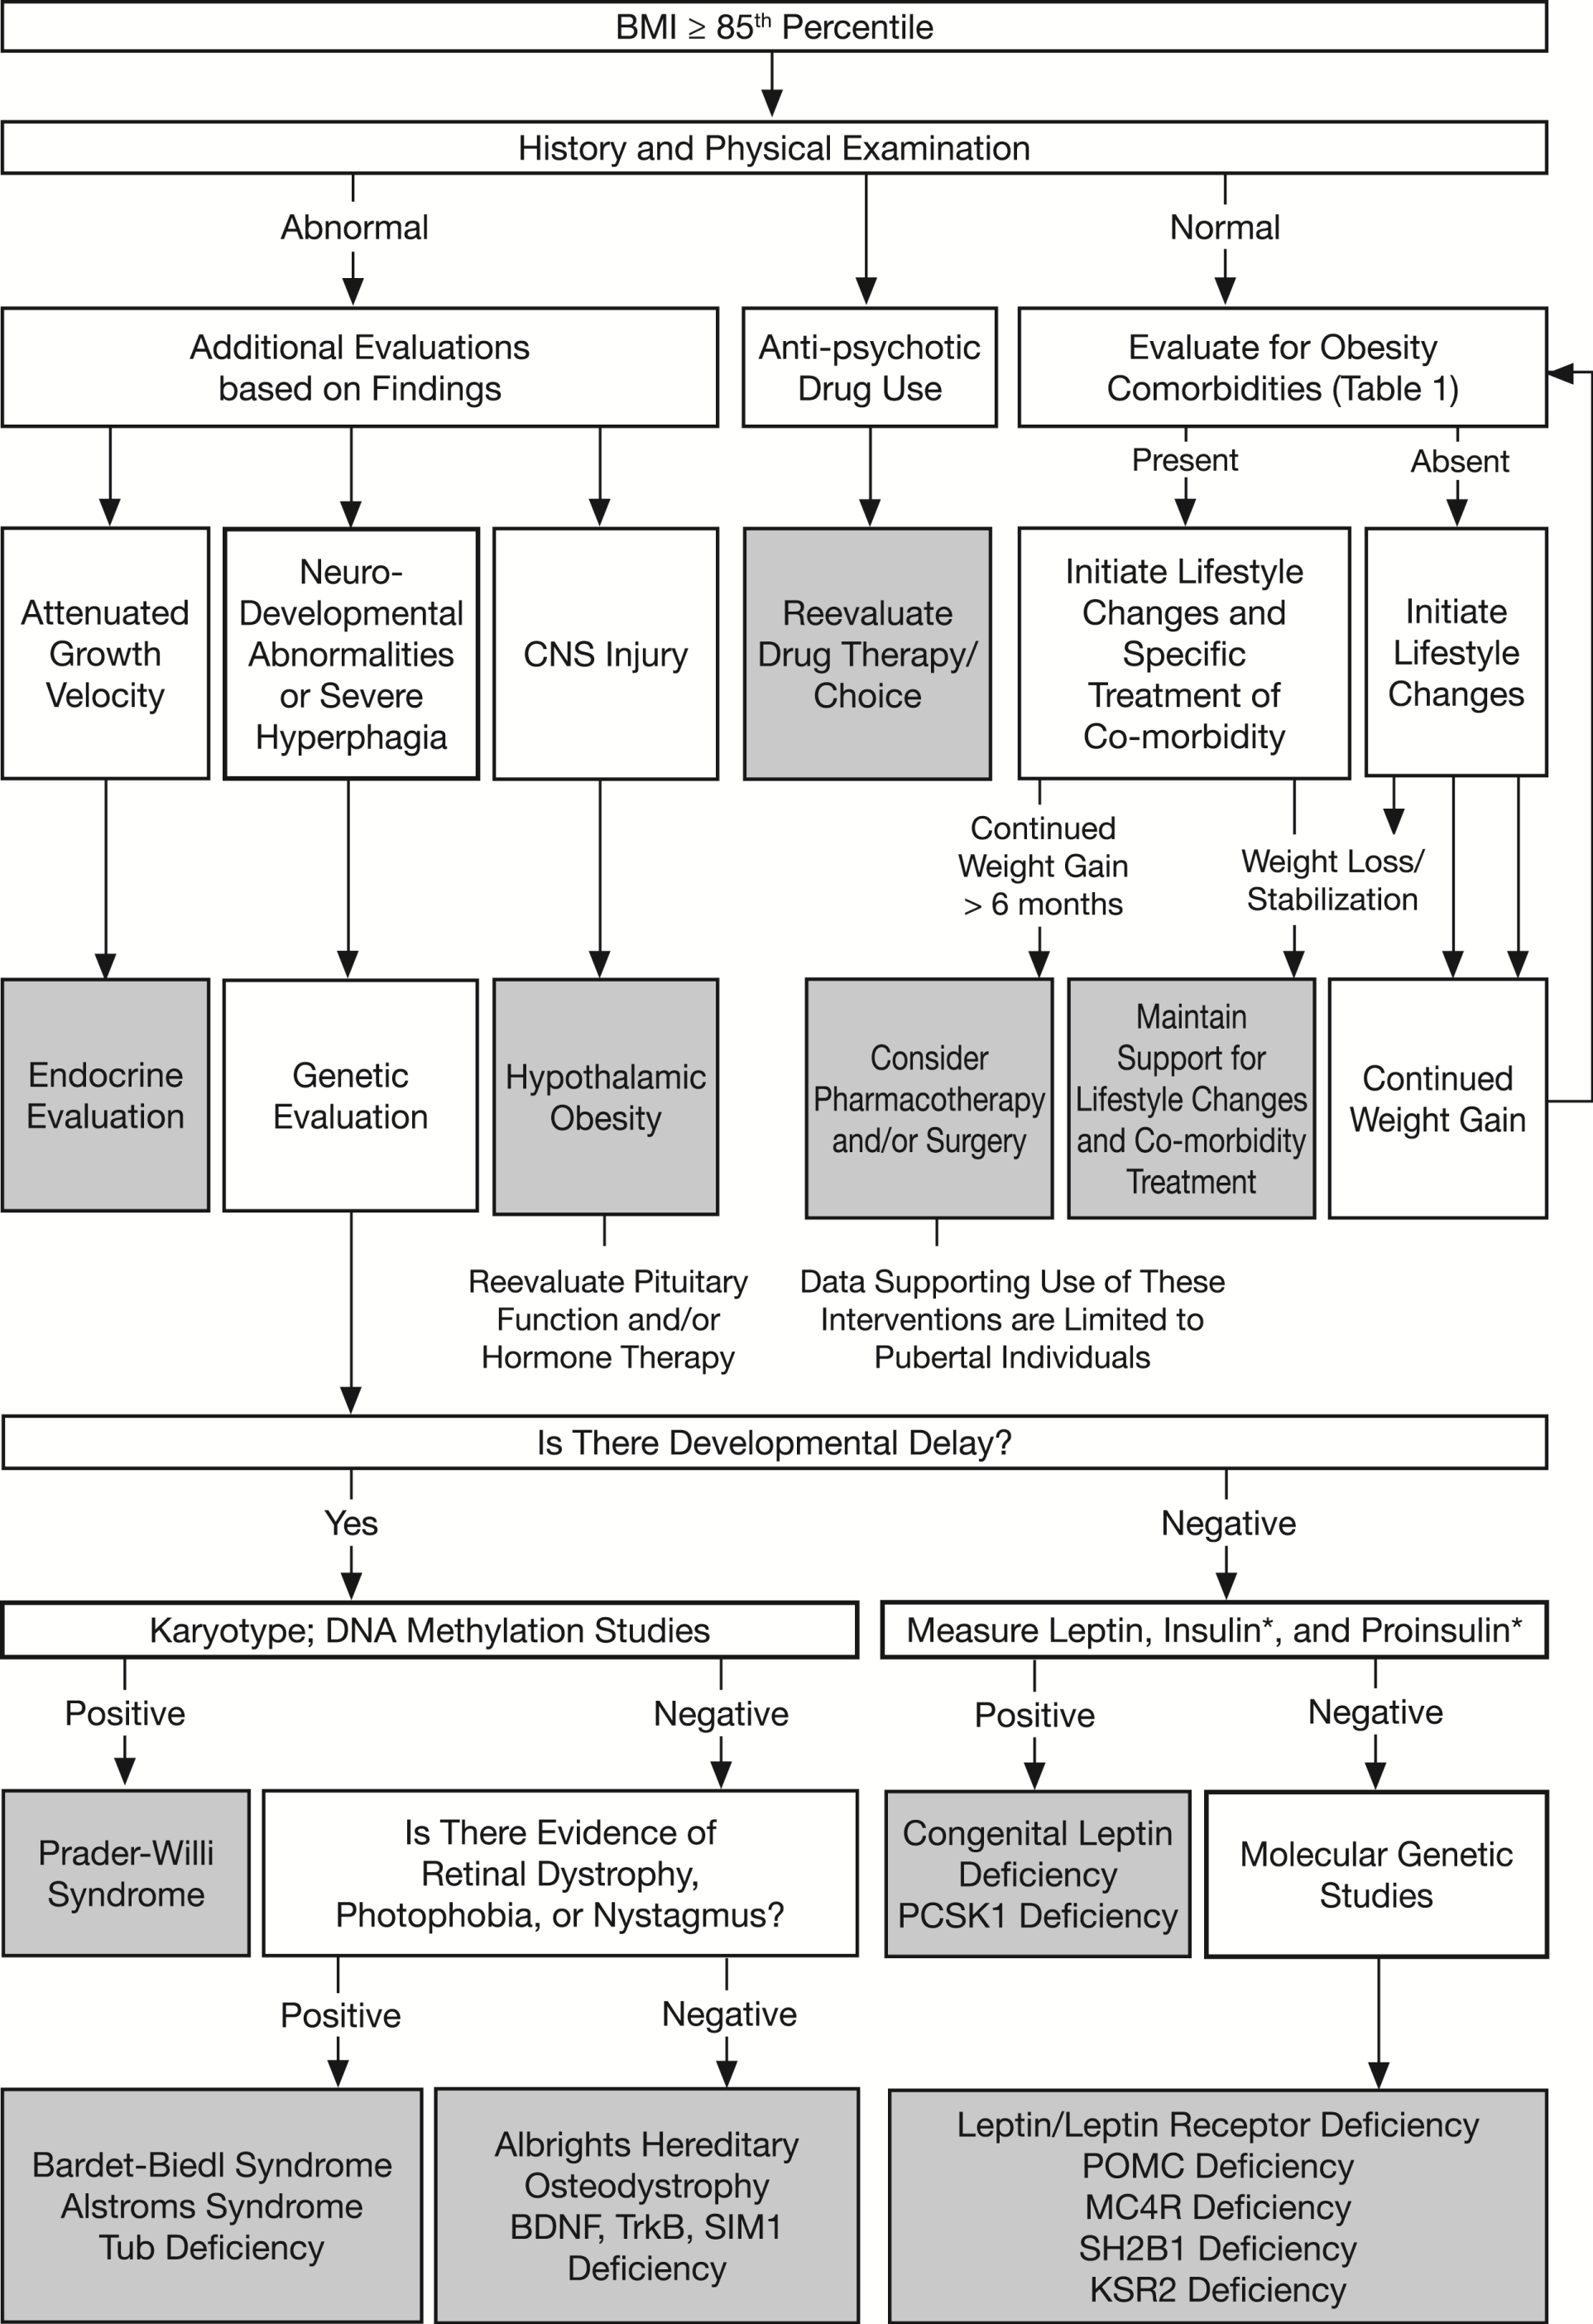 BMI ≥ 85th Percentile
History and Physical Examination
Abnormal
Normal
Additional Evaluations
based on Findings
Anti-psychotic
Drug Use
Evaluate for Obesity
Comorbidities (Table 1)
Present
Absent
Attenuated
Growth
Velocity
Neuro-
Developmental
Abnormalities
or Severe
Hyperphagia
CNS Injury
Reevaluate
Drug Therapy/
Choice
Initiate Lifestyle
Changes and
Specific
Treatment of
Co-morbidity
Initiate
Lifestyle
Changes
Continued
Weight Gain
> 6 months
Weight Loss/
Stabilization
Endocrine
Evaluation
Genetic
Evaluation
Hypothalamic
Obesity
Consider
Pharmacotherapy
and/or Surgery
Maintain
Support for
Lifestyle Changes
and Co-morbidity
Treatment
Continued
Weight Gain
Reevaluate Pituitary
Function and/or
Hormone Therapy
Data Supporting Use of These
Interventions are Limited to
Pubertal Individuals
Is There Developmental Delay?
Yes
Negative
Karyotype; DNA Methylation Studies
Measure Leptin, Insulin*, and Proinsulin*
Positive
Negative
Positive
Negative
Prader-Willi
Syndrome
Is There Evidence of
Retinal Dystrophy,
Photophobia, or Nystagmus?
Congenital Leptin
Deficiency
PCSK1 Deficiency
Molecular Genetic
Studies
Positive
Negative
Bardet-Biedl Syndrome
Alstroms Syndrome
Tub Deficiency
Albrights Hereditary
Osteodystrophy
BDNF, TrkB, SIM1
Deficiency
Leptin/Leptin Receptor Deficiency
POMC Deficiency
MC4R Deficiency
SH2B1 Deficiency
KSR2 Deficiency